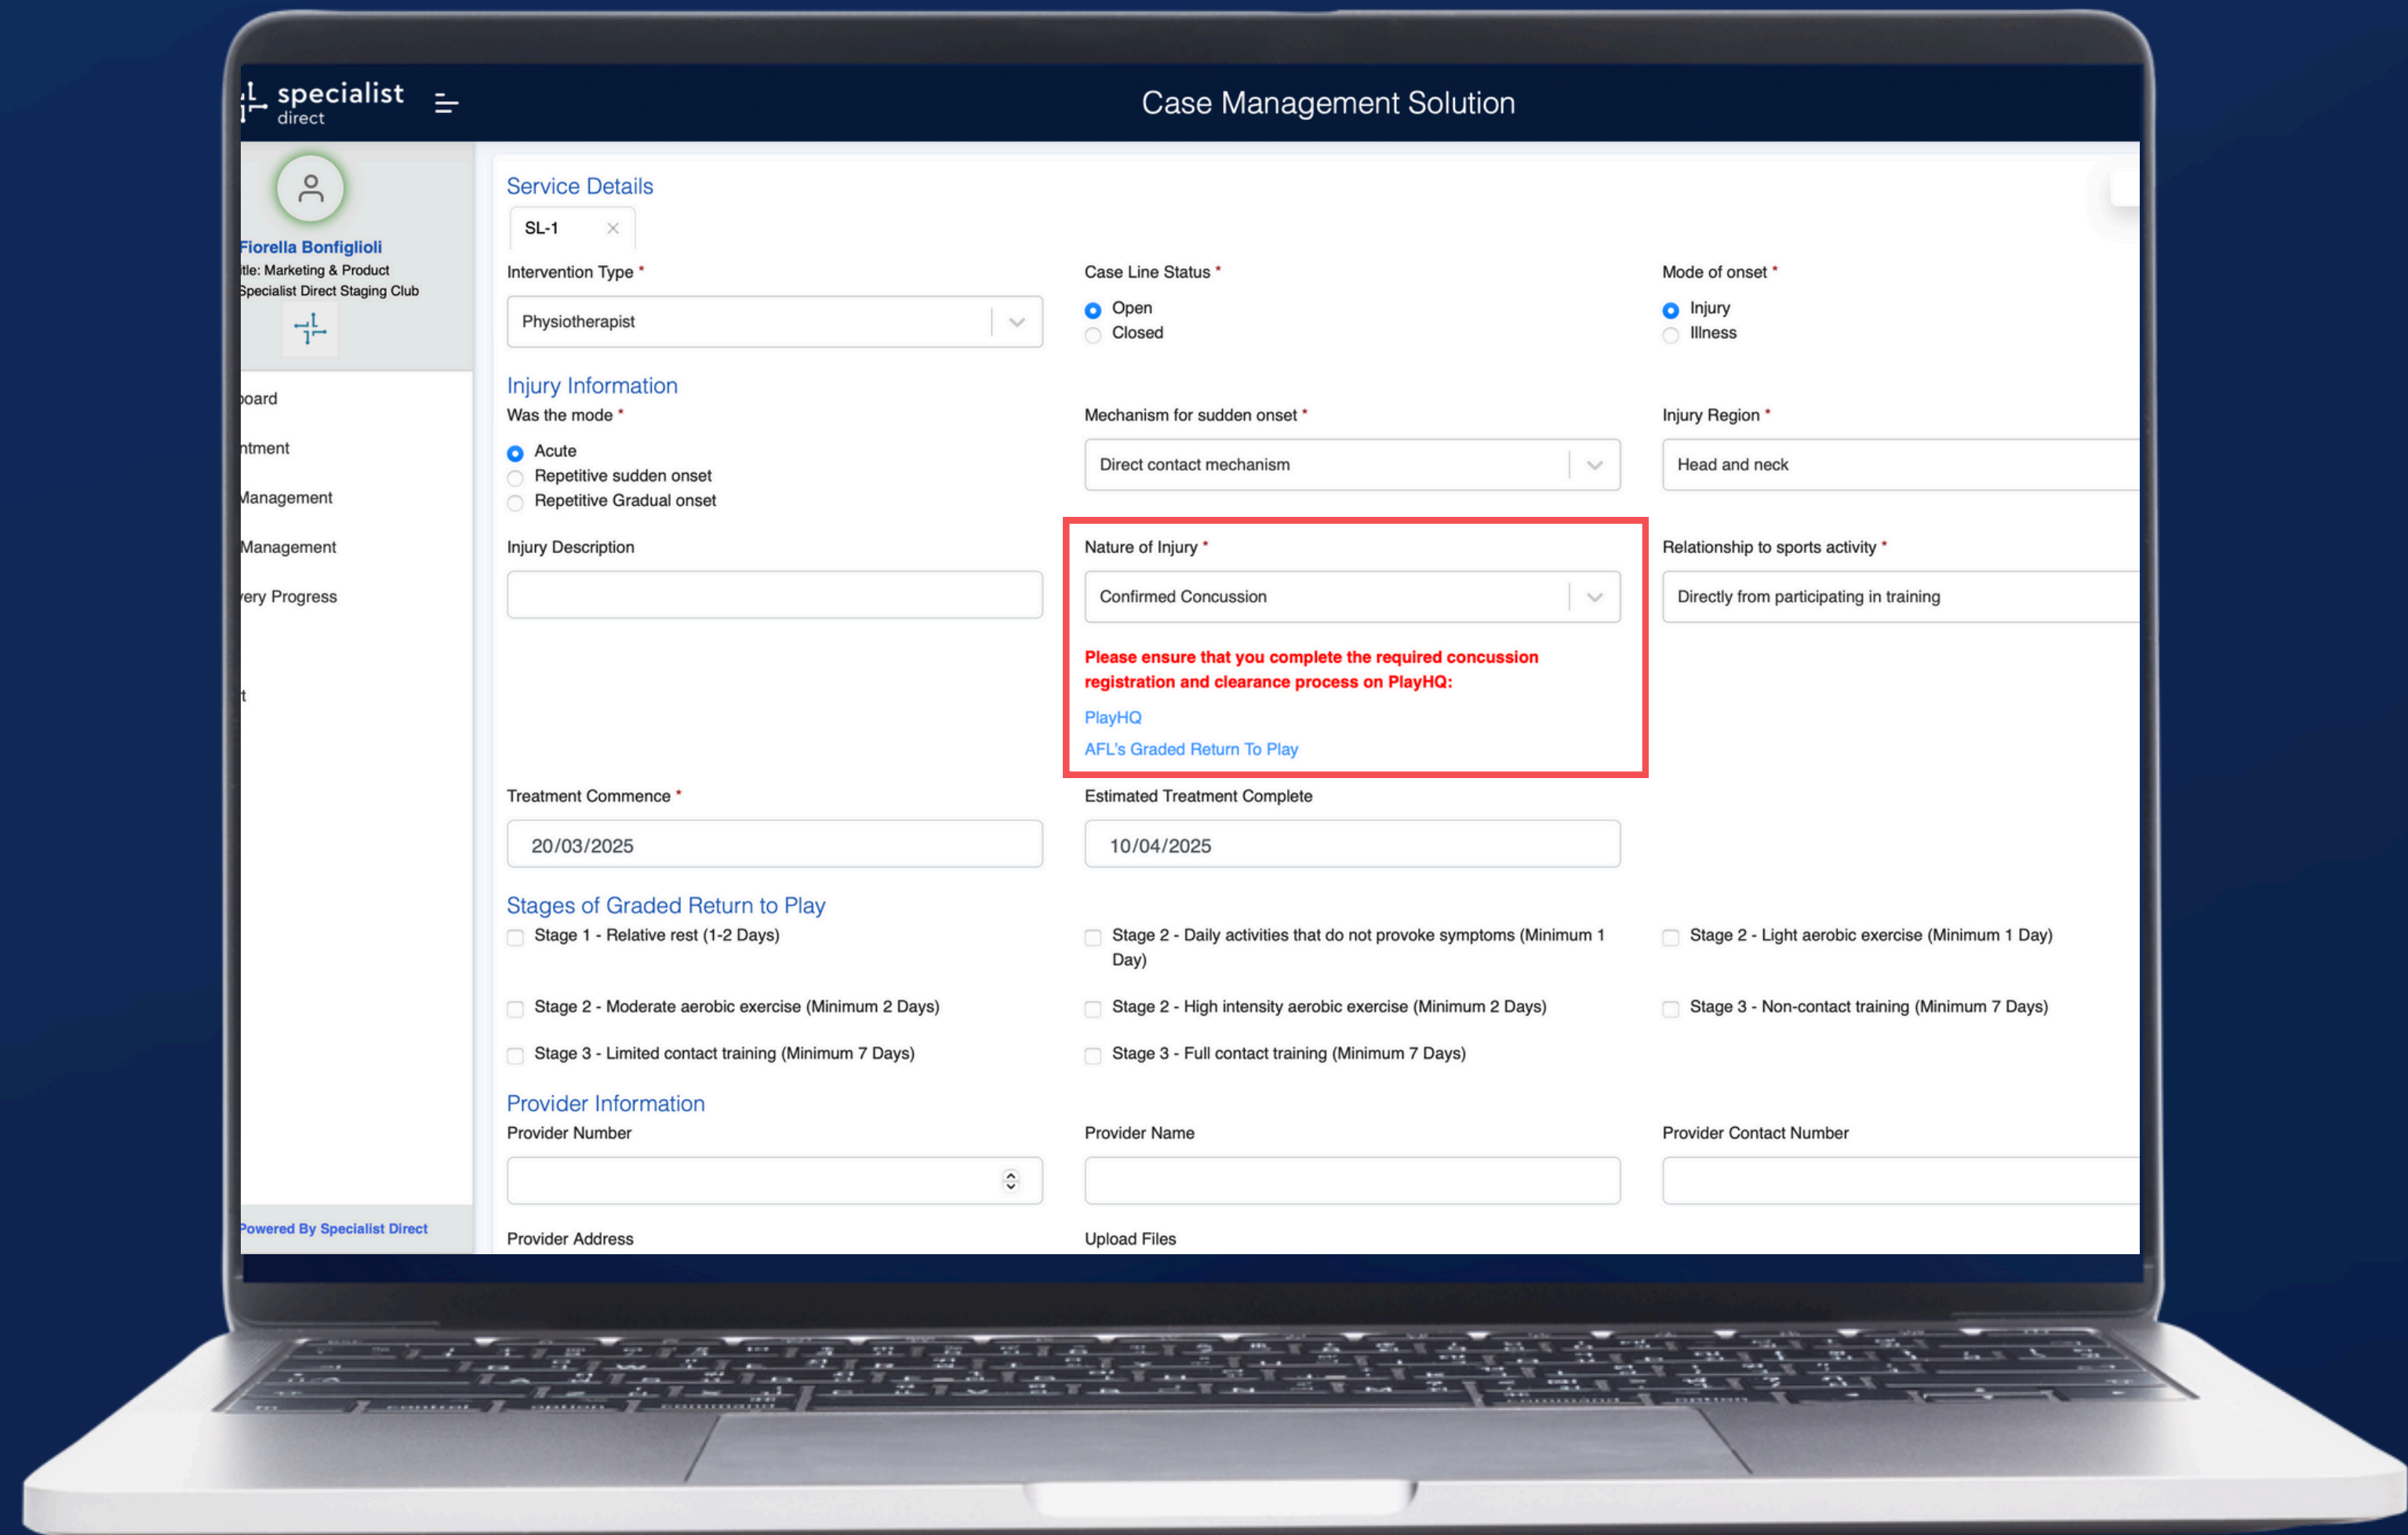 specialist
direct
Case Management Solution
Fiorella Bonfiglioli
itle: Marketing & Product
Specialist Direct Staging Club
board
ntment
Management
Management
very Progress
t
Powered By Specialist Direct
Service Details
SL-1
Intervention Type *
Case Line Status *
Mode of onset *
Physiotherapist
Open
Closed
Injury
Illness
Injury Information
Was the mode *
Mechanism for sudden onset *
Injury Region *
Acute
Repetitive sudden onset
Repetitive Gradual onset
Direct contact mechanism
Head and neck
Injury Description
Nature of Injury *
Relationship to sports activity *
Confirmed Concussion
Directly from participating in training
Please ensure that you complete the required concussion
registration and clearance process on PlayHQ:
PlayHQ
AFL's Graded Return To Play
Treatment Commence *
Estimated Treatment Complete
20/03/2025
10/04/2025
Stages of Graded Return to Play
Stage 1 - Relative rest (1-2 Days)
Stage 2 - Daily activities that do not provoke symptoms (Minimum 1
Day)
Stage 2 - Light aerobic exercise (Minimum 1 Day)
Stage 2 - Moderate aerobic exercise (Minimum 2 Days)
Stage 2 - High intensity aerobic exercise (Minimum 2 Days)
Stage 3 - Non-contact training (Minimum 7 Days)
Stage 3 - Limited contact training (Minimum 7 Days)
Stage 3 - Full contact training (Minimum 7 Days)
Provider Information
Provider Number
Provider Name
Provider Contact Number
Provider Address
Upload Files
control
option
command
command
option